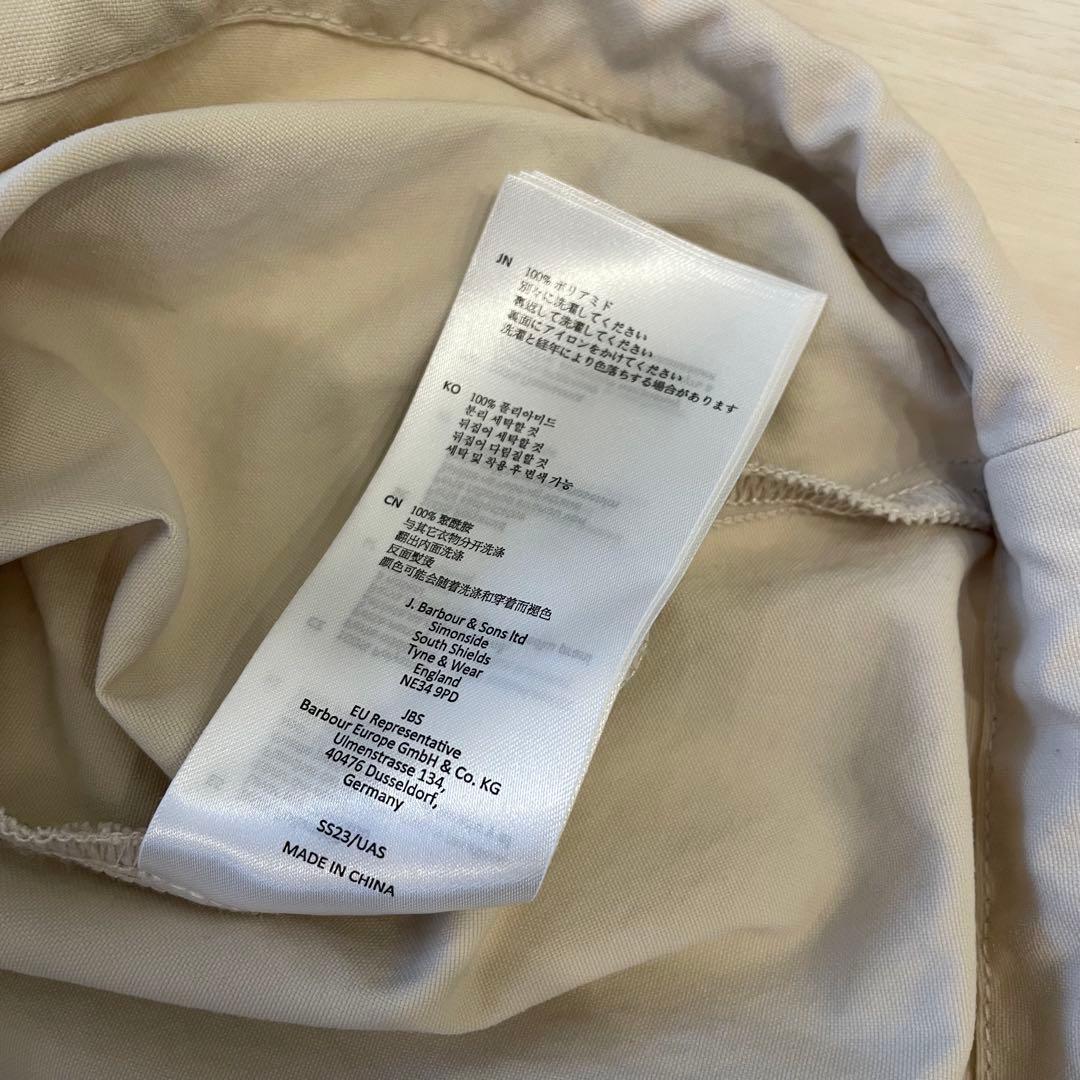 JN 100% ポリアミド
別々に洗濯してください
裏返して洗濯してください
裏面にアイロンをかけてください
洗濯と経年により色落ちする場合があります
KO 100% 폴리아미드
분리 세탁할 것
뒤집어 세탁할 것
뒤집어 다림질할 것
세탁 및 착용 후 변색 가능
CN 100% 聚酰胺
与其它衣物分开洗涤
翻出内面洗涤
反面熨烫
颜色可能会随着洗涤和穿着而褪色
J. Barbour & Sons ltd
Simonside
South Shields
Tyne & Wear
England
NE34 9PD
JBS
EU Representative
Barbour Europe GmbH & Co. KG
Ulmenstrasse 134,
40476 Dusseldorf,
Germany
SS23/UAS
MADE IN CHINA